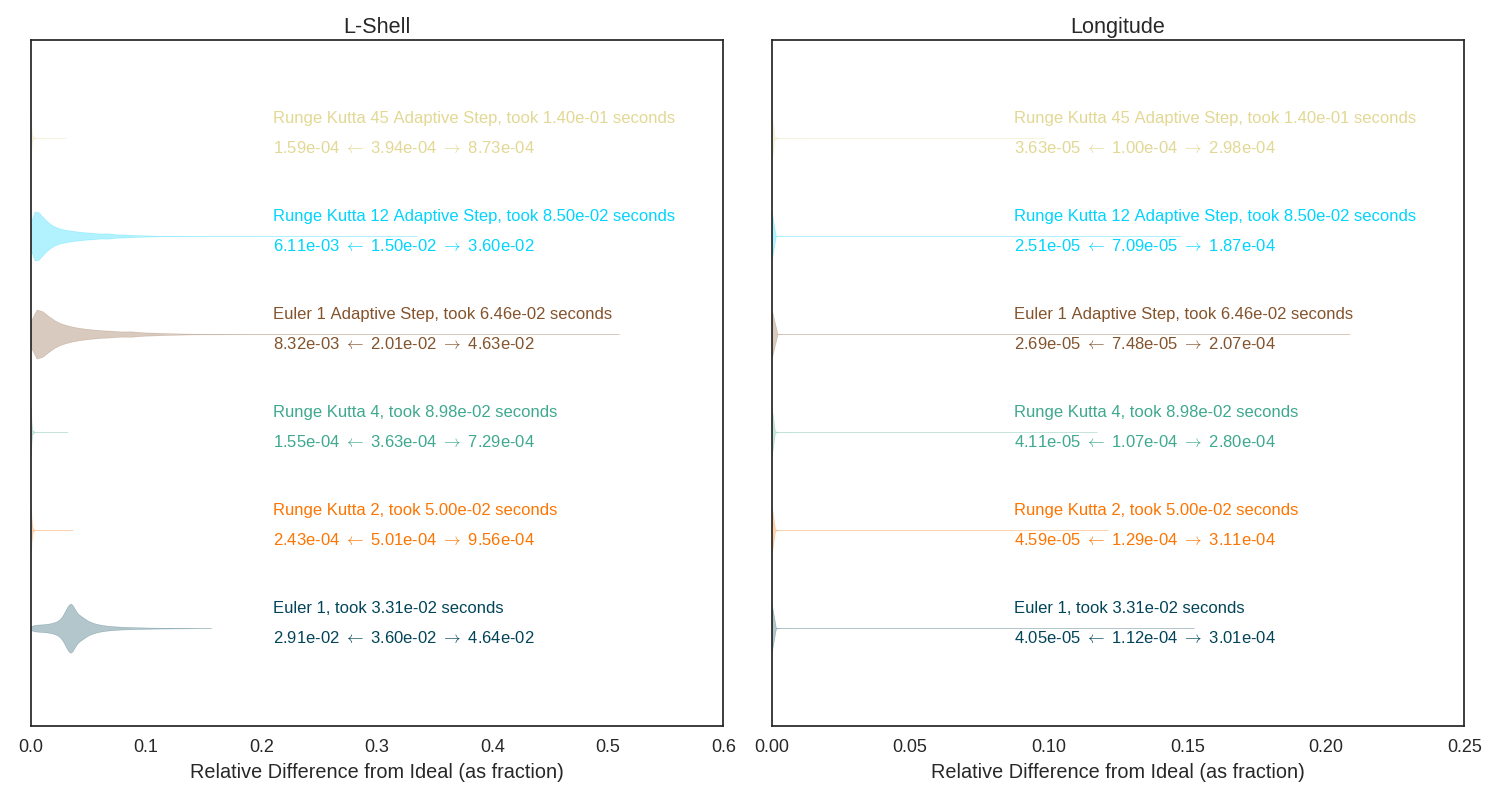 L-Shell
Runge Kutta 45 Adaptive Step, took 1.40e-01 seconds
1.59e-04 ← 3.94e-04 → 8.73e-04
Runge Kutta 12 Adaptive Step, took 8.50e-02 seconds
6.11e-03 ← 1.50e-02 → 3.60e-02
Euler 1 Adaptive Step, took 6.46e-02 seconds
8.32e-03 ← 2.01e-02 → 4.63e-02
Runge Kutta 4, took 8.98e-02 seconds
1.55e-04 ← 3.63e-04 → 7.29e-04
Runge Kutta 2, took 5.00e-02 seconds
2.43e-04 ← 5.01e-04 → 9.56e-04
Euler 1, took 3.31e-02 seconds
2.91e-02 ← 3.60e-02 → 4.64e-02
0.0 0.1 0.2 0.3 0.4 0.5 0.6
Relative Difference from Ideal (as fraction)
Longitude
Runge Kutta 45 Adaptive Step, took 1.40e-01 seconds
3.63e-05 ← 1.00e-04 → 2.98e-04
Runge Kutta 12 Adaptive Step, took 8.50e-02 seconds
2.51e-05 ← 7.09e-05 → 1.87e-04
Euler 1 Adaptive Step, took 6.46e-02 seconds
2.69e-05 ← 7.48e-05 → 2.07e-04
Runge Kutta 4, took 8.98e-02 seconds
4.11e-05 ← 1.07e-04 → 2.80e-04
Runge Kutta 2, took 5.00e-02 seconds
4.59e-05 ← 1.29e-04 → 3.11e-04
Euler 1, took 3.31e-02 seconds
4.05e-05 ← 1.12e-04 → 3.01e-04
0.00 0.05 0.10 0.15 0.20 0.25
Relative Difference from Ideal (as fraction)